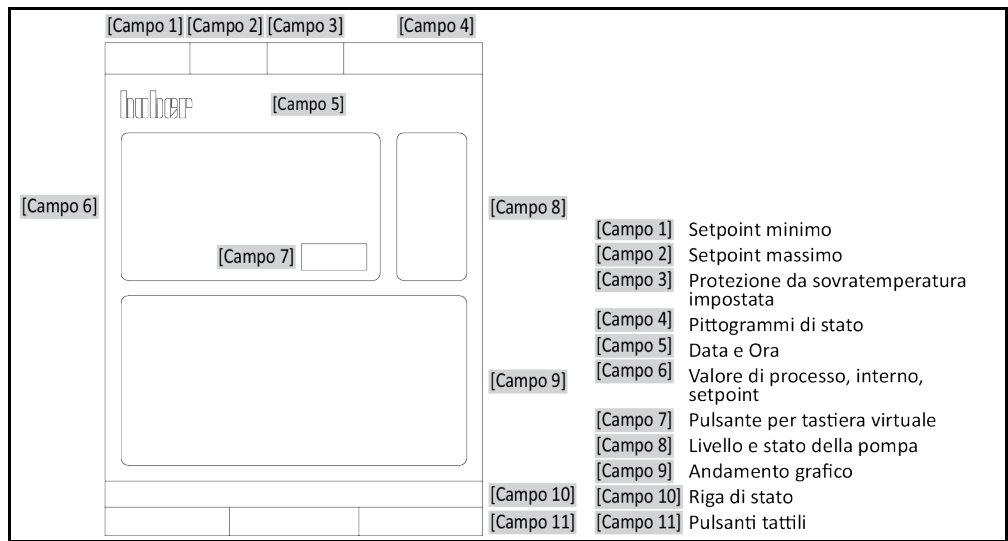 [Campo 1] [Campo 2] [Campo 3] [Campo 4]
huber
[Campo 5]
[Campo 6]
[Campo 7]
[Campo 8]
[Campo 9]
[Campo 10]
[Campo 11]
[Campo 1] Setpoint minimo
[Campo 2] Setpoint massimo
[Campo 3] Protezione da sovratemperatura
impostata
[Campo 4] Pittogrammi di stato
[Campo 5] Data e Ora
[Campo 6] Valore di processo, interno,
setpoint
[Campo 7] Pulsante per tastiera virtuale
[Campo 8] Livello e stato della pompa
[Campo 9] Andamento grafico
[Campo 10] Riga di stato
[Campo 11] Pulsanti tattili